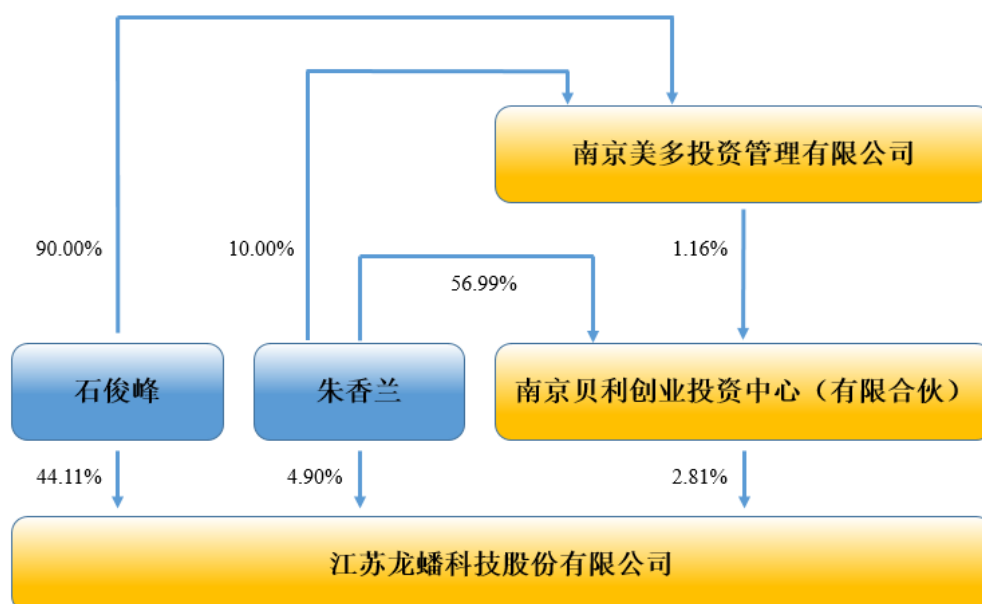 南京美多投资管理有限公司
90.00%
10.00%
1.16%
56.99%
石俊峰
朱香兰
南京贝利创业投资中心（有限合伙）
44.11%
4.90%
2.81%
江苏龙蟠科技股份有限公司